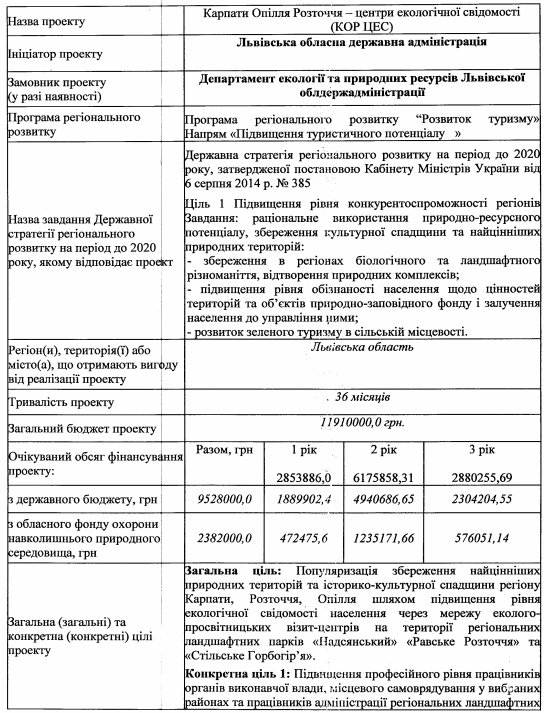 Назва проекту
Карпати Опілля Розточчя – центри екологічної свідомості
(КОР ЦЕС)
Ініціатор проекту
Львівська обласна державна адміністрація
Замовник проекту
(у разі наявності)
Департамент екології та природних ресурсів Львівської
облдержадміністрації
Програма регіонального
розвитку
Програма регіонального розвитку “Розвиток туризму”
Напрям «Підвищення туристичного потенціалу »
Назва завдання Державної
стратегії регіонального
розвитку на період до 2020
року, якому відповідає проект
Державна стратегія регіонального розвитку на період до 2020
року, затвердженої постановою Кабінету Міністрів України від
6 серпня 2014 р. № 385
Ціль 1 Підвищення рівня конкурентоспроможності регіонів
Завдання: раціональне використання природно-ресурсного
потенціалу, збереження культурної спадщини та найцінніших
природних територій:
- збереження в регіонах біологічного та ландшафтного
різноманіття, відтворення природних комплексів;
- підвищення рівня обізнаності населення щодо цінностей
територій та об’єктів природно-заповідного фонду і залучення
населення до управління ними;
- розвиток зеленого туризму в сільській місцевості.
Регіон(и), територія(ї) або
місто(а), що отримають вигоду
від реалізації проекту
Львівська область
Тривалість проекту
36 місяців
Загальний бюджет проекту
11910000,0 грн.
Очікуваний обсяг фінансування
проекту:
Разом, грн
1 рік
2853886,0
2 рік
6175858,31
3 рік
2880255,69
з державного бюджету, грн
9528000,0
1889902,4
4940686,65
2304204,55
з обласного фонду охорони
навколишнього природного
середовища, грн
2382000,0
472475,6
1235171,66
576051,14
Загальна (загальні) та
конкретна (конкретні) цілі
проекту
Загальна ціль: Популяризація збереження найцінніших
природних територій та історико-культурної спадщини регіону
Карпати, Розточчя, Опілля шляхом підвищення рівня
екологічної свідомості населення через мережу еколого-
просвітницьких візит-центрів на території регіональних
ландшафтних парків «Надсянський» «Равське Розточчя» та
«Стільське Горбогір’я».
Конкретна ціль 1: Підвищення професійного рівня працівників
органів виконавчої влади, місцевого самоврядування у вибраних
районах та працівників адміністрації регіональних ландшафтних